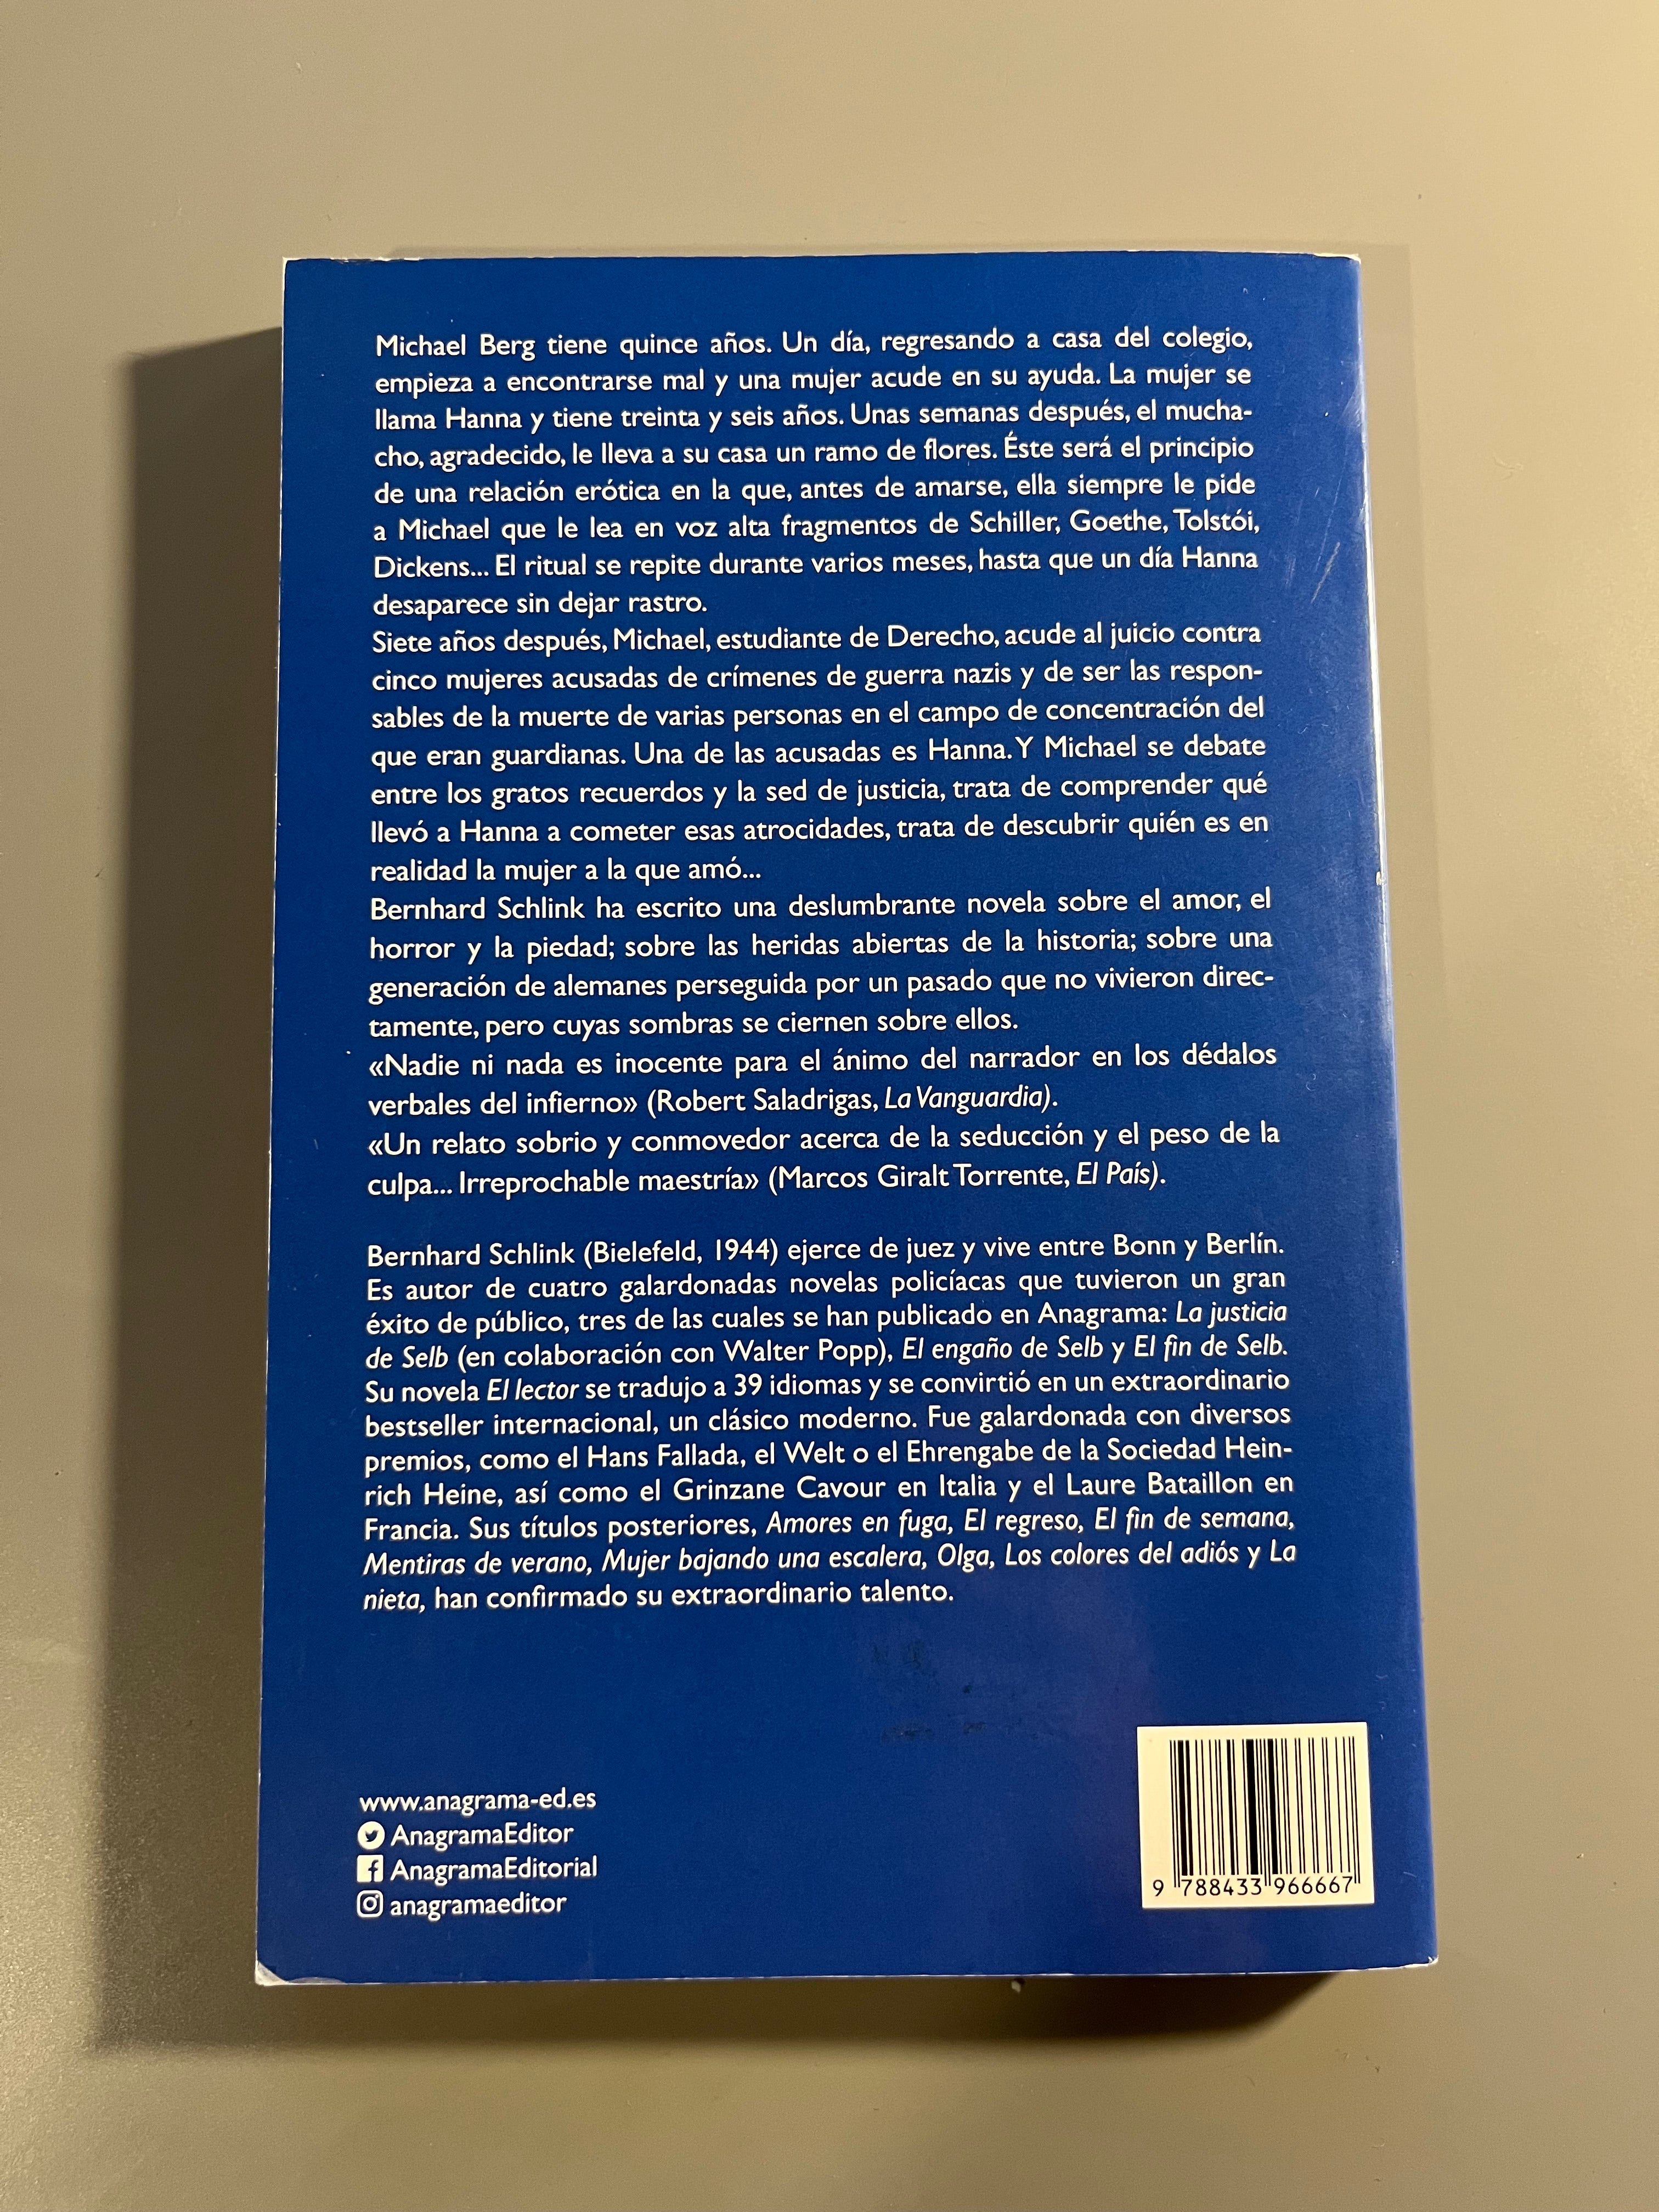 Michael Berg tiene quince años. Un día, regresando a casa del colegio,
empieza a encontrarse mal y una mujer acude en su ayuda. La mujer se
llama Hanna y tiene treinta y seis años. Unas semanas después, el mucha-
cho, agradecido, le lleva a su casa un ramo de flores. Éste será el principio
de una relación erótica en la que, antes de amarse, ella siempre le pide
a Michael que le lea en voz alta fragmentos de Schiller, Goethe, Tolstói,
Dickens... El ritual se repite durante varios meses, hasta que un día Hanna
desaparece sin dejar rastro.
Siete años después, Michael, estudiante de Derecho, acude al juicio contra
cinco mujeres acusadas de crímenes de guerra nazis y de ser las respon-
sables de la muerte de varias personas en el campo de concentración del
que eran guardianas. Una de las acusadas es Hanna. Y Michael se debate
entre los gratos recuerdos y la sed de justicia, trata de comprender qué
llevó a Hanna a cometer esas atrocidades, trata de descubrir quién es en
realidad la mujer a la que amó...
Bernhard Schlink ha escrito una deslumbrante novela sobre el amor, el
horror y la piedad; sobre las heridas abiertas de la historia; sobre una
generación de alemanes perseguida por un pasado que no vivieron direc-
tamente, pero cuyas sombras se ciernen sobre ellos.
«Nadie ni nada es inocente para el ánimo del narrador en los dédalos
verbales del infierno» (Robert Saladrigas, La Vanguardia).
«Un relato sobrio y conmovedor acerca de la seducción y el peso de la
culpa... Irreprochable maestría» (Marcos Giralt Torrente, El País).
Bernhard Schlink (Bielefeld, 1944) ejerce de juez y vive entre Bonn y Berlín.
Es autor de cuatro galardonadas novelas policíacas que tuvieron un gran
éxito de público, tres de las cuales se han publicado en Anagrama: La justicia
de Selb (en colaboración con Walter Popp), El engaño de Selb y El fin de Selb.
Su novela El lector se tradujo a 39 idiomas y se convirtió en un extraordinario
bestseller internacional, un clásico moderno. Fue galardonada con diversos
premios, como el Hans Fallada, el Welt o el Ehrengabe de la Sociedad Hein-
rich Heine, así como el Grinzane Cavour en Italia y el Laure Bataillon en
Francia. Sus títulos posteriores, Amores en fuga, El regreso, El fin de semana,
Mentiras de verano, Mujer bajando una escalera, Olga, Los colores del adiós y La
nieta, han confirmado su extraordinario talento.
www.anagrama-ed.es
AnagramaEditor
AnagramaEditorial
anagramaeditor
9 788433 966667